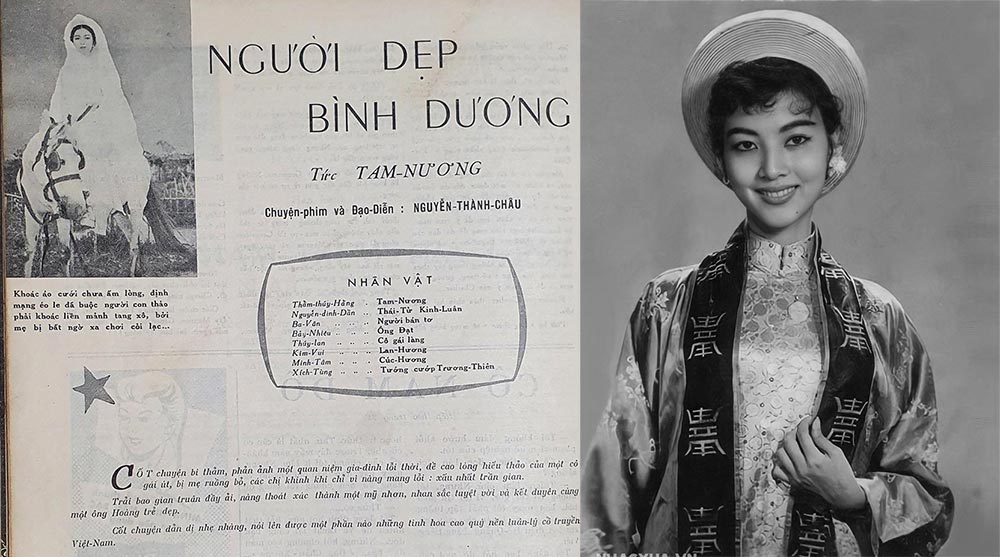 NGƯỜI DẸP
BÌNH DƯƠNG
Tức TAM-NƯƠNG
Chuyện-phim và Đạo-Diễn : NGUYỄN-THÀNH-CHÂU
Khoác áo cưới chưa ấm lòng, định
mạng éo le đã buộc người con thảo
phải khoác liền mảnh tang xô, bởi
mẹ bị bất ngờ xa chơi cõi lạc...
NHÂN VẬT
Thẩm-thúy-Hằng . Tam-Nương
Nguyễn-đình-Dần . Thái-Tử Kinh-Luân
Ba-Vân .. .. .. Người bán tơ
Bảy-Nhiêu .. .. .. Ông Đạt
Thúy-lan .. .. .. Cô gái làng
Kim-Vui .. .. .. Lan-Hương
Minh-Tâm .. .. .. Cúc-Hương
Xích-Tùng .. .. .. Tướng cướp Trương-Thiên
CỐT chuyện bi thảm, phản ảnh một quan niệm gia-đình lỗi thời, đề cao lòng hiếu thảo của một cô
gái út, bị mẹ ruồng bỏ, các chị khinh khi chỉ vì nàng mang lỗi : xấu nhất trần gian.
Trải bao gian truân đầy ải, nàng thoát xác thành một mỹ nhơn, nhan sắc tuyệt vời và kết duyên cùng
một ông Hoàng trẻ đẹp.
Cốt chuyện dẫn dị nhẹ nhàng, nói lên được một phần nào những tinh hoa cao quý nền luân-lý cổ truyền
Việt-Nam.
NHACXUA.VN